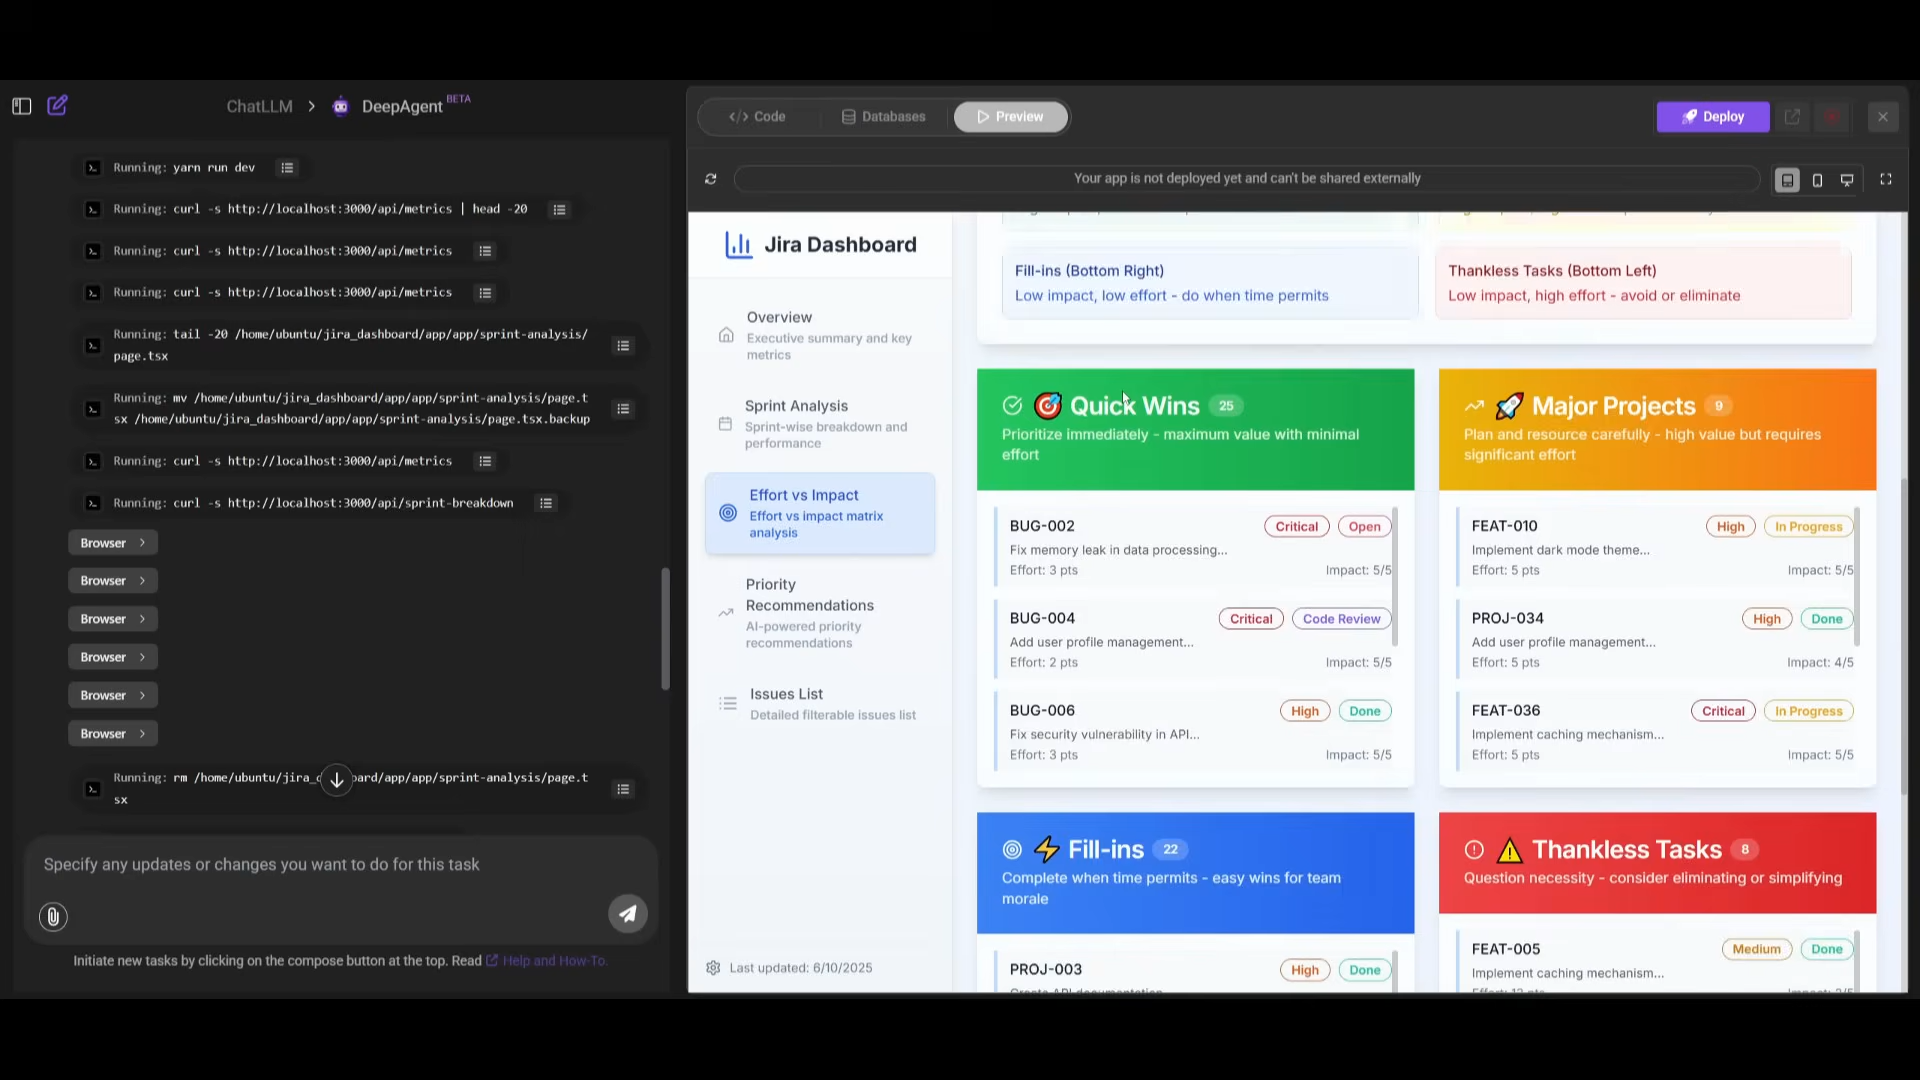 ChatLLM > DeepAgent BETA
Running: yarn run dev
Running: curl -s http://localhost:3000/api/metrics | head -20
Running: curl -s http://localhost:3000/api/metrics
Running: curl -s http://localhost:3000/api/metrics
Running: tail -20 /home/ubuntu/jira_dashboard/app/app/sprint-analysis/
page.tsx
Running: mv /home/ubuntu/jira_dashboard/app/app/sprint-analysis/page.t
sx /home/ubuntu/jira_dashboard/app/app/sprint-analysis/page.tsx.backup
Running: curl -s http://localhost:3000/api/metrics
Running: curl -s http://localhost:3000/api/sprint-breakdown
Browser >
Browser >
Browser >
Browser >
Browser >
Browser >
Running: rm /home/ubuntu/jira_ board/app/app/sprint-analysis/page.t
sx
Specify any updates or changes you want to do for this task
Initiate new tasks by clicking on the compose button at the top. Read Help and How-To.
</> Code
Databases
Preview
Deploy
Your app is not deployed yet and can't be shared externally
Jira Dashboard
Overview
Executive summary and key
metrics
Sprint Analysis
Sprint-wise breakdown and
performance
Effort vs Impact
Effort vs impact matrix
analysis
Priority
Recommendations
AI-powered priority
recommendations
Issues List
Detailed filterable issues list
Last updated: 6/10/2025
Fill-ins (Bottom Right)
Low impact, low effort - do when time permits
Thankless Tasks (Bottom Left)
Low impact, high effort - avoid or eliminate
Quick Wins 25
Prioritize immediately - maximum value with minimal
effort
BUG-002 Critical Open
Fix memory leak in data processing...
Effort: 3 pts Impact: 5/5
BUG-004 Critical Code Review
Add user profile management...
Effort: 2 pts Impact: 5/5
BUG-006 High Done
Fix security vulnerability in API...
Effort: 3 pts Impact: 5/5
Major Projects 9
Plan and resource carefully - high value but requires
significant effort
FEAT-010 High In Progress
Implement dark mode theme...
Effort: 5 pts Impact: 5/5
PROJ-034 High Done
Add user profile management...
Effort: 5 pts Impact: 4/5
FEAT-036 Critical In Progress
Implement caching mechanism...
Effort: 5 pts Impact: 5/5
Fill-ins 22
Complete when time permits - easy wins for team
morale
PROJ-003 High Done
Thankless Tasks 8
Question necessity - consider eliminating or simplifying
FEAT-005 Medium Done
Implement caching mechanism...